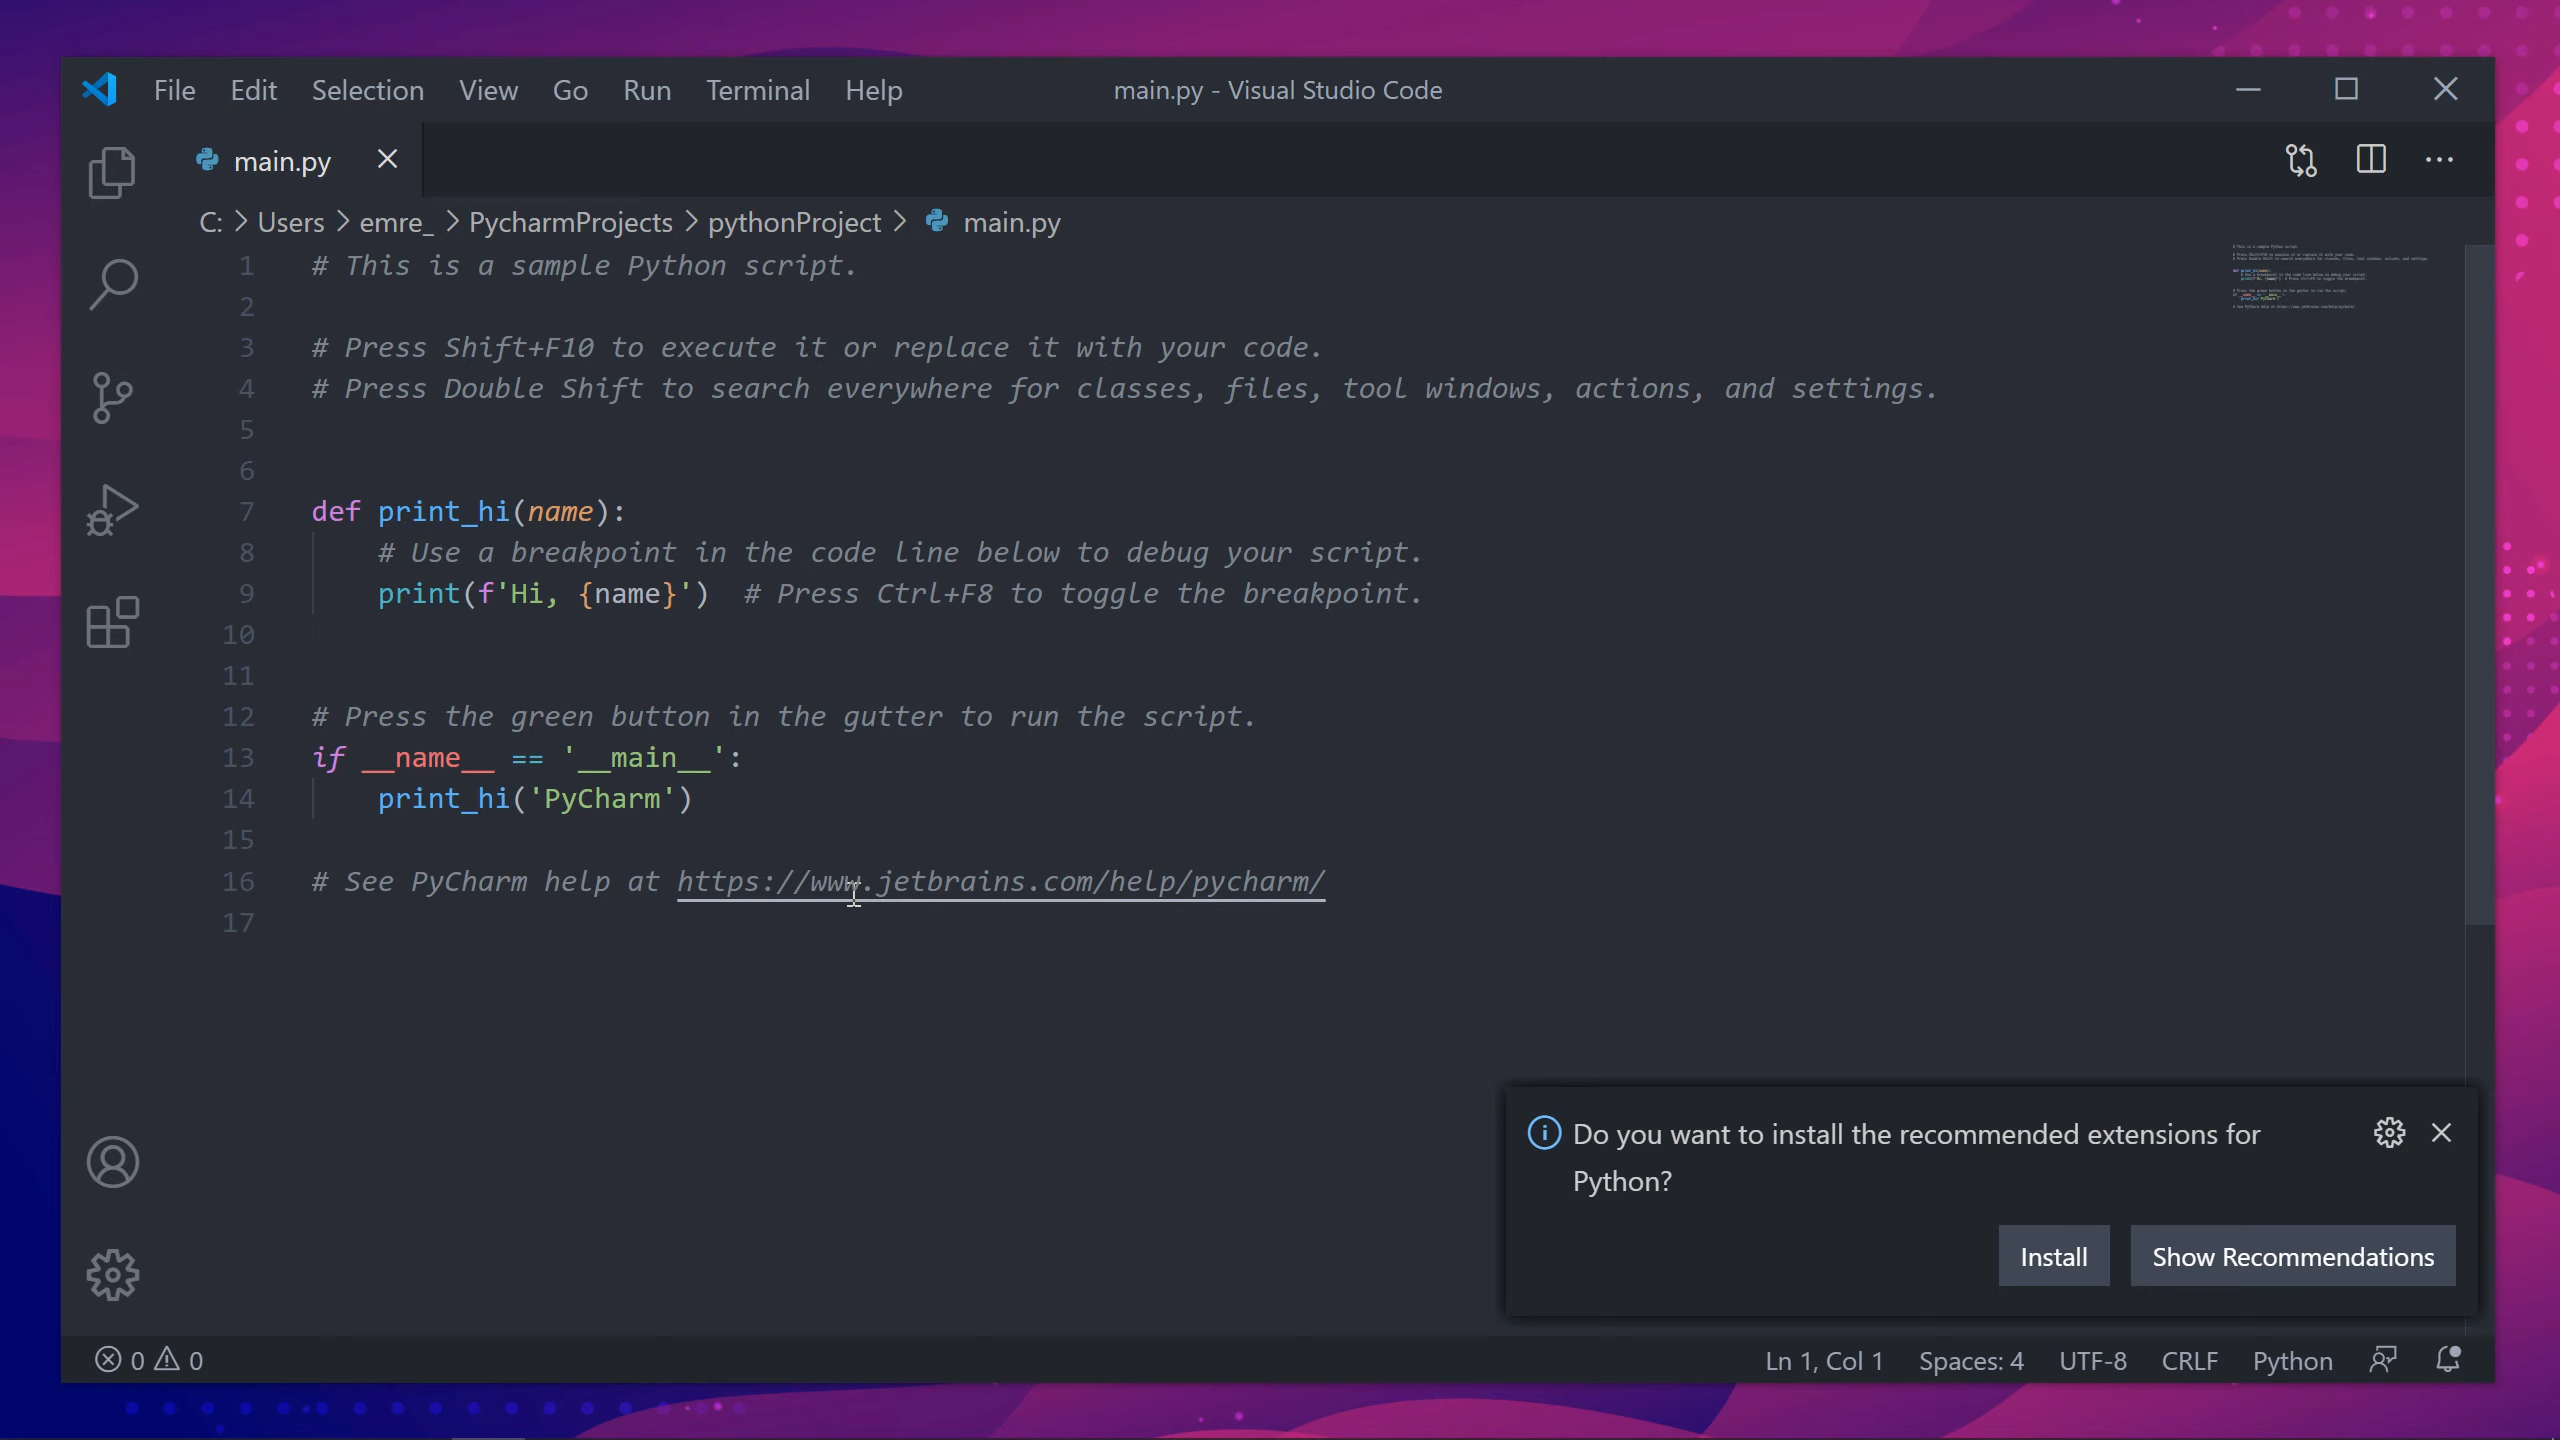 File Edit Selection View Go Run Terminal Help main.py - Visual Studio Code
main.py
C: > Users > emre_ > PycharmProjects > pythonProject > main.py
1 # This is a sample Python script.
2
3 # Press Shift+F10 to execute it or replace it with your code.
4 # Press Double Shift to search everywhere for classes, files, tool windows, actions, and settings.
5
6
7 def print_hi(name):
8     # Use a breakpoint in the code line below to debug your script.
9     print(f'Hi, {name}')  # Press Ctrl+F8 to toggle the breakpoint.
10
11
12 # Press the green button in the gutter to run the script.
13 if __name__ == '__main__':
14     print_hi('PyCharm')
15
16 # See PyCharm help at https://www.jetbrains.com/help/pycharm/
17
Do you want to install the recommended extensions for
Python?
Install Show Recommendations
0 0 Ln 1, Col 1 Spaces: 4 UTF-8 CRLF Python